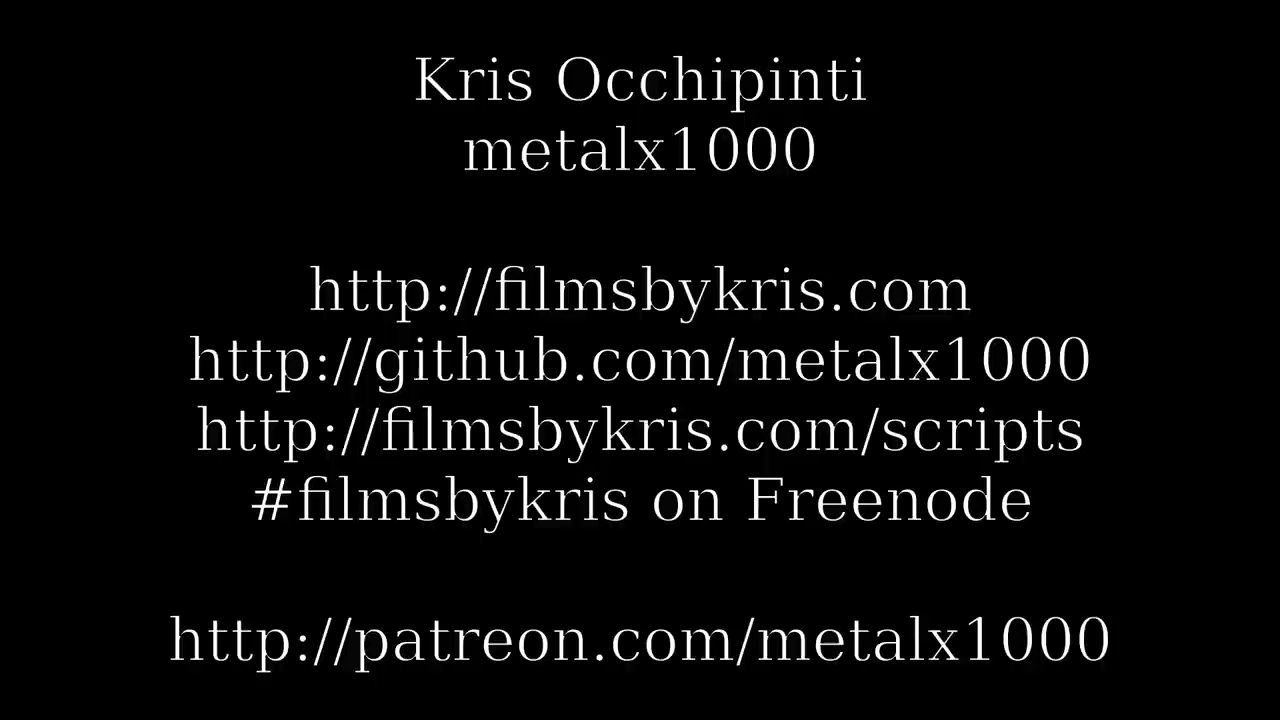 Kris Occhipinti
metalx1000
http://filmsbykris.com
http://github.com/metalx1000
http://filmsbykris.com/scripts
#filmsbykris on Freenode
http://patreon.com/metalx1000